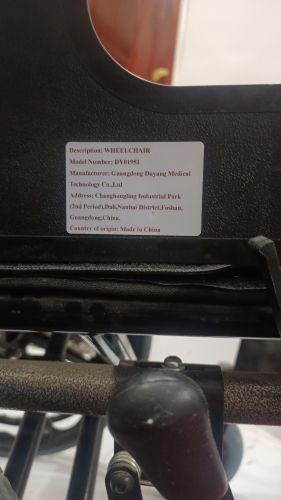 Description: WHEELCHAIR
Model Number: DY01951
Manufacturer: Guangdong Dayang Medical
Technology Co.,Ltd
Address: Changhongling Industrial Park
(2nd Period),Dali,Nanhai District,Foshan,
Guangdong,China.
Country of origin: Made in China